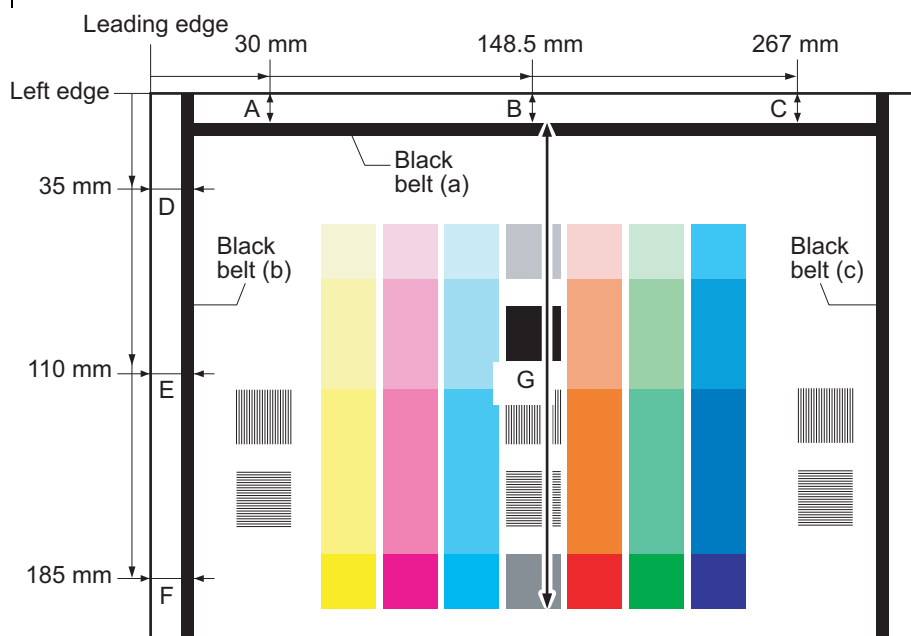 Leading edge
30 mm
148.5 mm
267 mm
Left edge
A
B
C
Black
belt (a)
35 mm
D
Black
belt (b)
Black
belt (c)
110 mm
E
G
185 mm
F